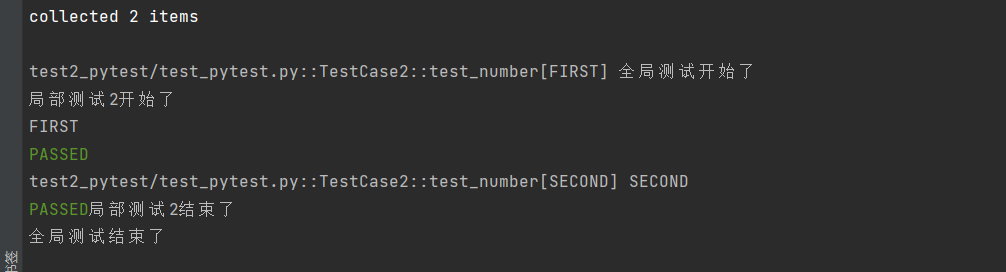 collected 2 items
test2_pytest/test_pytest.py::TestCase2::test_number[FIRST] 全局测试开始了
局部测试2开始了
FIRST
PASSED
test2_pytest/test_pytest.py::TestCase2::test_number[SECOND] SECOND
PASSED局部测试2结束了
全局测试结束了